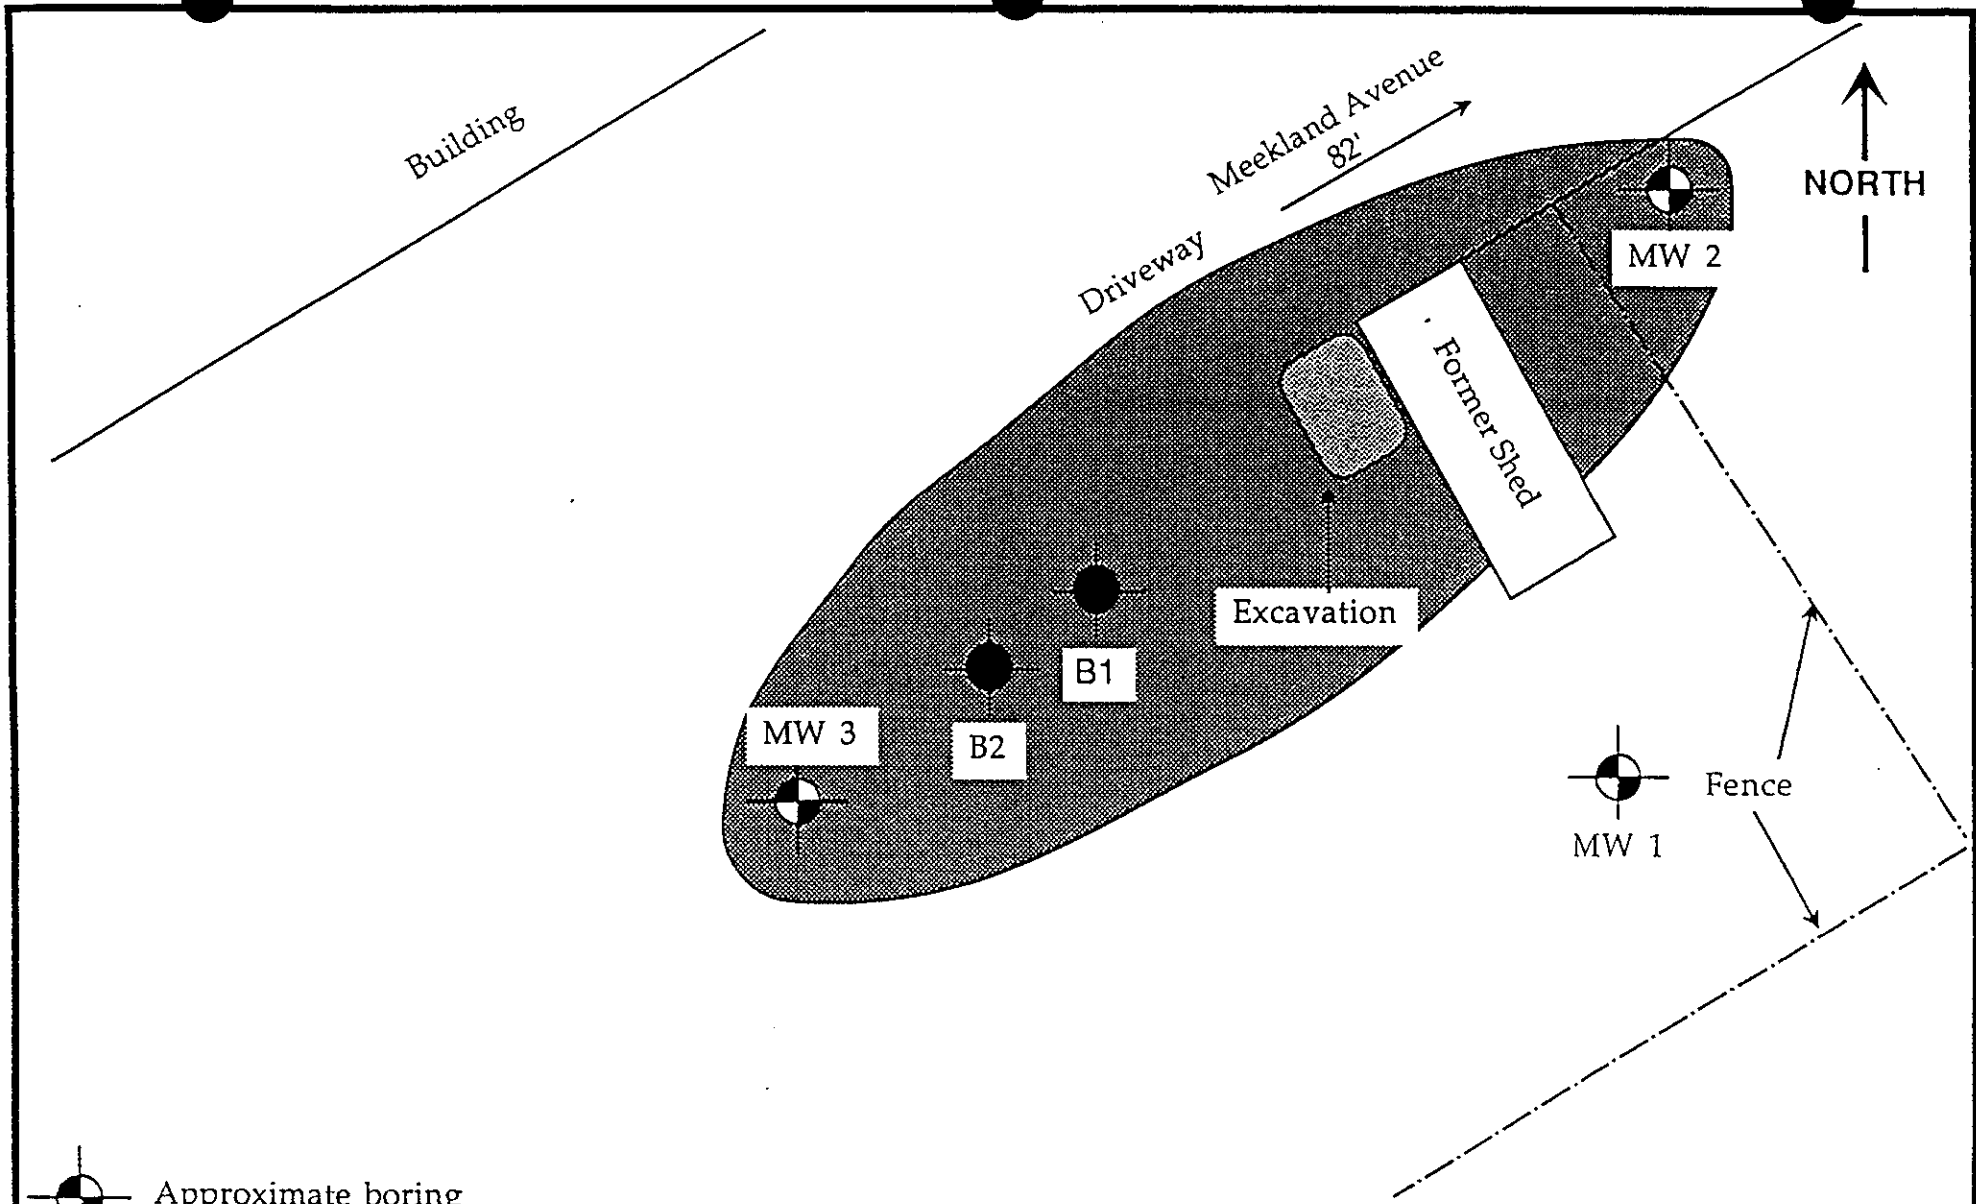 Building
Meekland Avenue
82'
NORTH
Driveway
MW 2
Former Shed
Excavation
B1
B2
MW 3
MW 1
Fence
Approximate boring